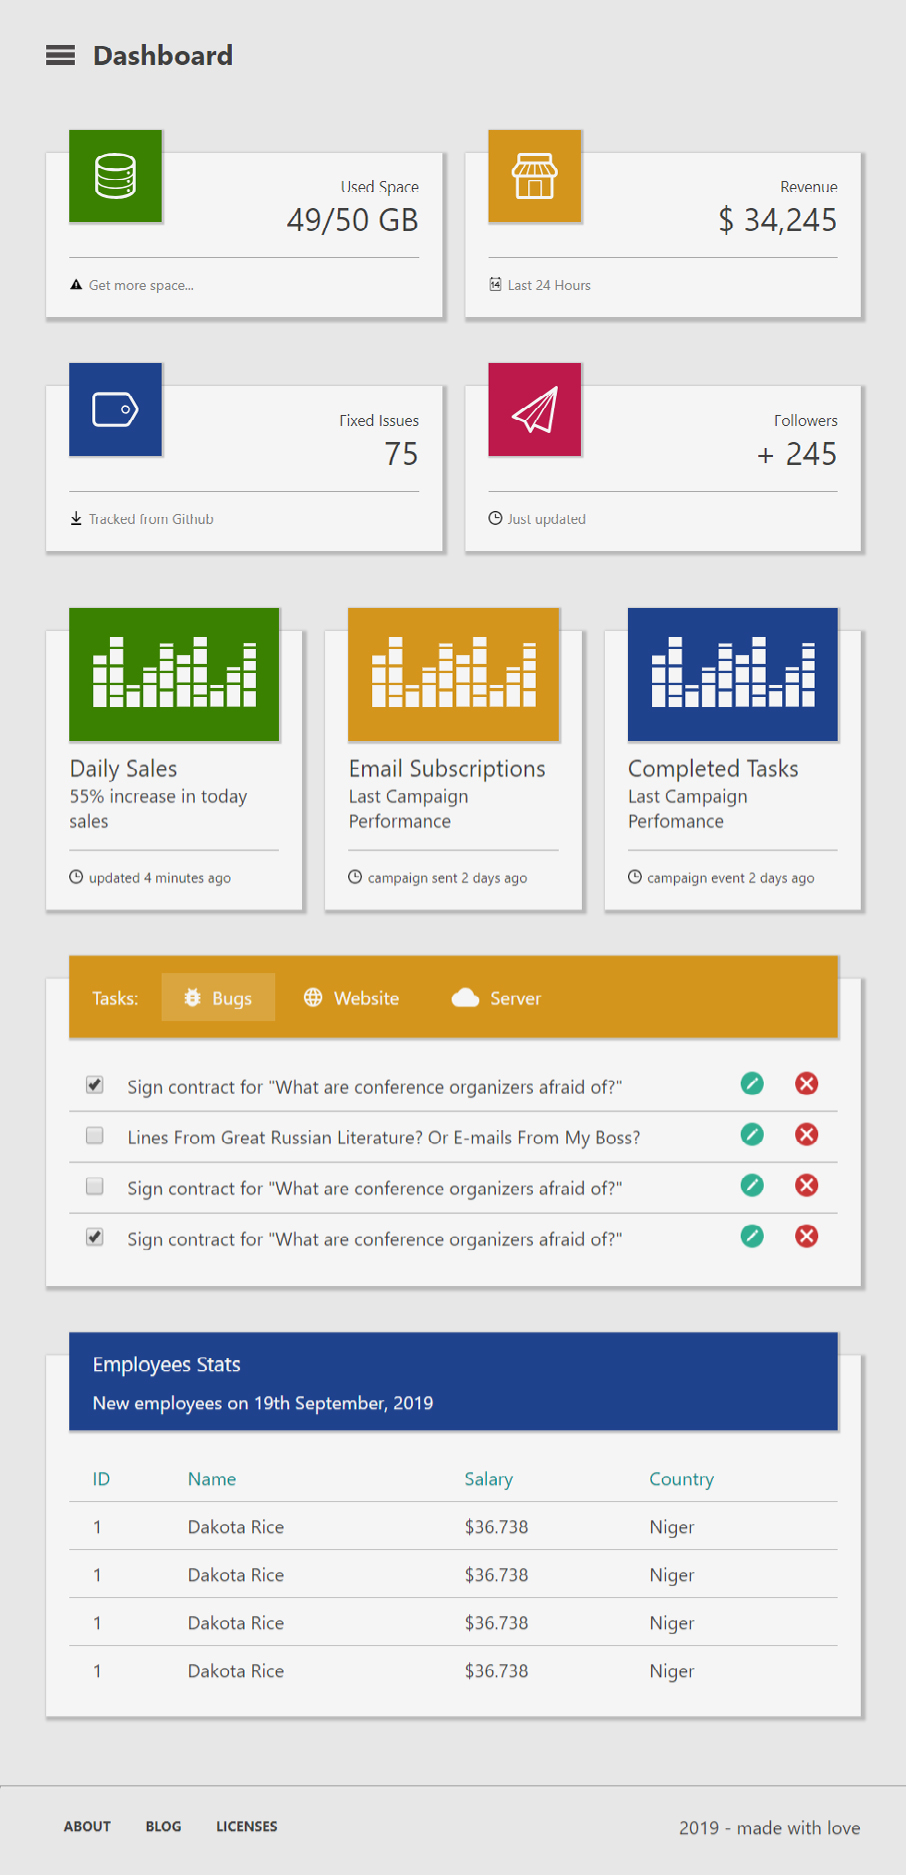 Dashboard
Used Space
49/50 GB
Get more space...
Revenue
$ 34,245
14 Last 24 Hours
Fixed Issues
75
Tracked from Github
Followers
+ 245
Just updated
Daily Sales
55% increase in today
sales
updated 4 minutes ago
Email Subscriptions
Last Campaign
Performance
campaign sent 2 days ago
Completed Tasks
Last Campaign
Perfomance
campaign event 2 days ago
Tasks: Bugs Website Server
Sign contract for "What are conference organizers afraid of?"
Lines From Great Russian Literature? Or E-mails From My Boss?
Sign contract for "What are conference organizers afraid of?"
Sign contract for "What are conference organizers afraid of?"
Employees Stats
New employees on 19th September, 2019
ID Name Salary Country
1 Dakota Rice $36.738 Niger
1 Dakota Rice $36.738 Niger
1 Dakota Rice $36.738 Niger
1 Dakota Rice $36.738 Niger
ABOUT BLOG LICENSES 2019 - made with love